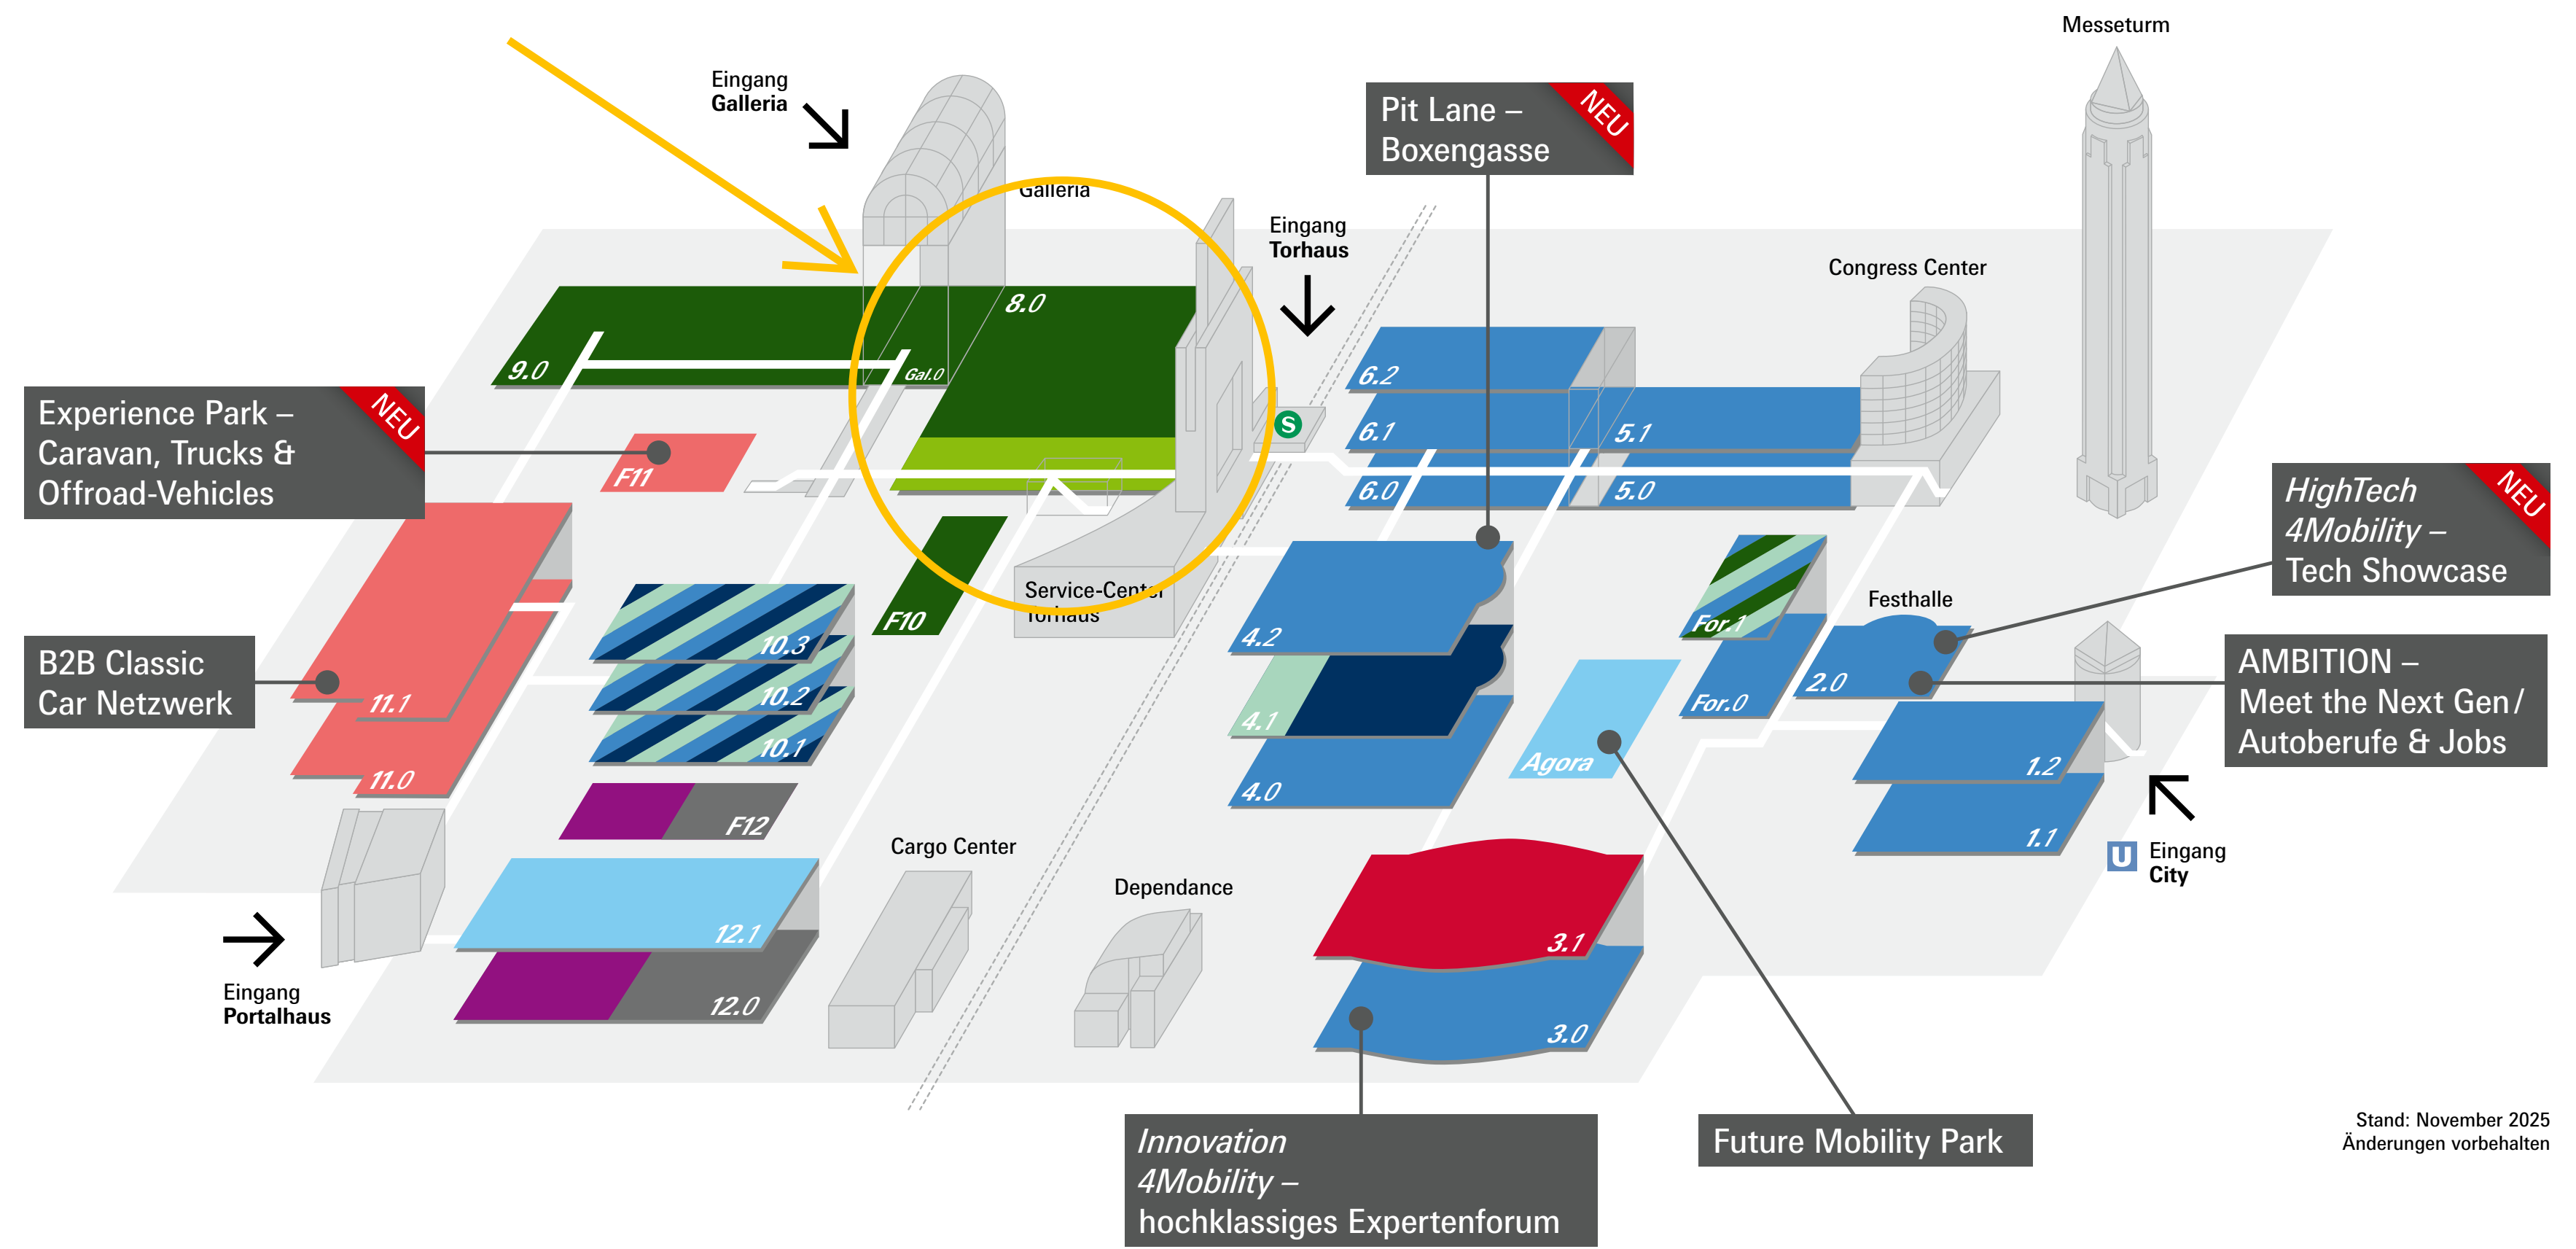 Messeturm
Eingang
Galleria
Pit Lane –
Boxengasse
NEU
Galleria
Eingang
Torhaus
Congress Center
8.0
9.0
Gal.0
6.2
6.1
5.1
6.0
5.0
S
Experience Park –
Caravan, Trucks &
Offroad-Vehicles
NEU
F11
HighTech
4Mobility –
Tech Showcase
NEU
Service-Center
Torhaus
F10
Festhalle
B2B Classic
Car Netzwerk
11.1
11.0
10.3
10.2
10.1
4.2
4.1
4.0
For.1
For.0
2.0
AMBITION –
Meet the Next Gen/
Autoberufe & Jobs
Agora
1.2
1.1
F12
Cargo Center
Dependance
U
Eingang
City
12.1
12.0
3.1
3.0
Eingang
Portalhaus
Innovation
4Mobility –
hochklassiges Expertenforum
Future Mobility Park
Stand: November 2025
Änderungen vorbehalten